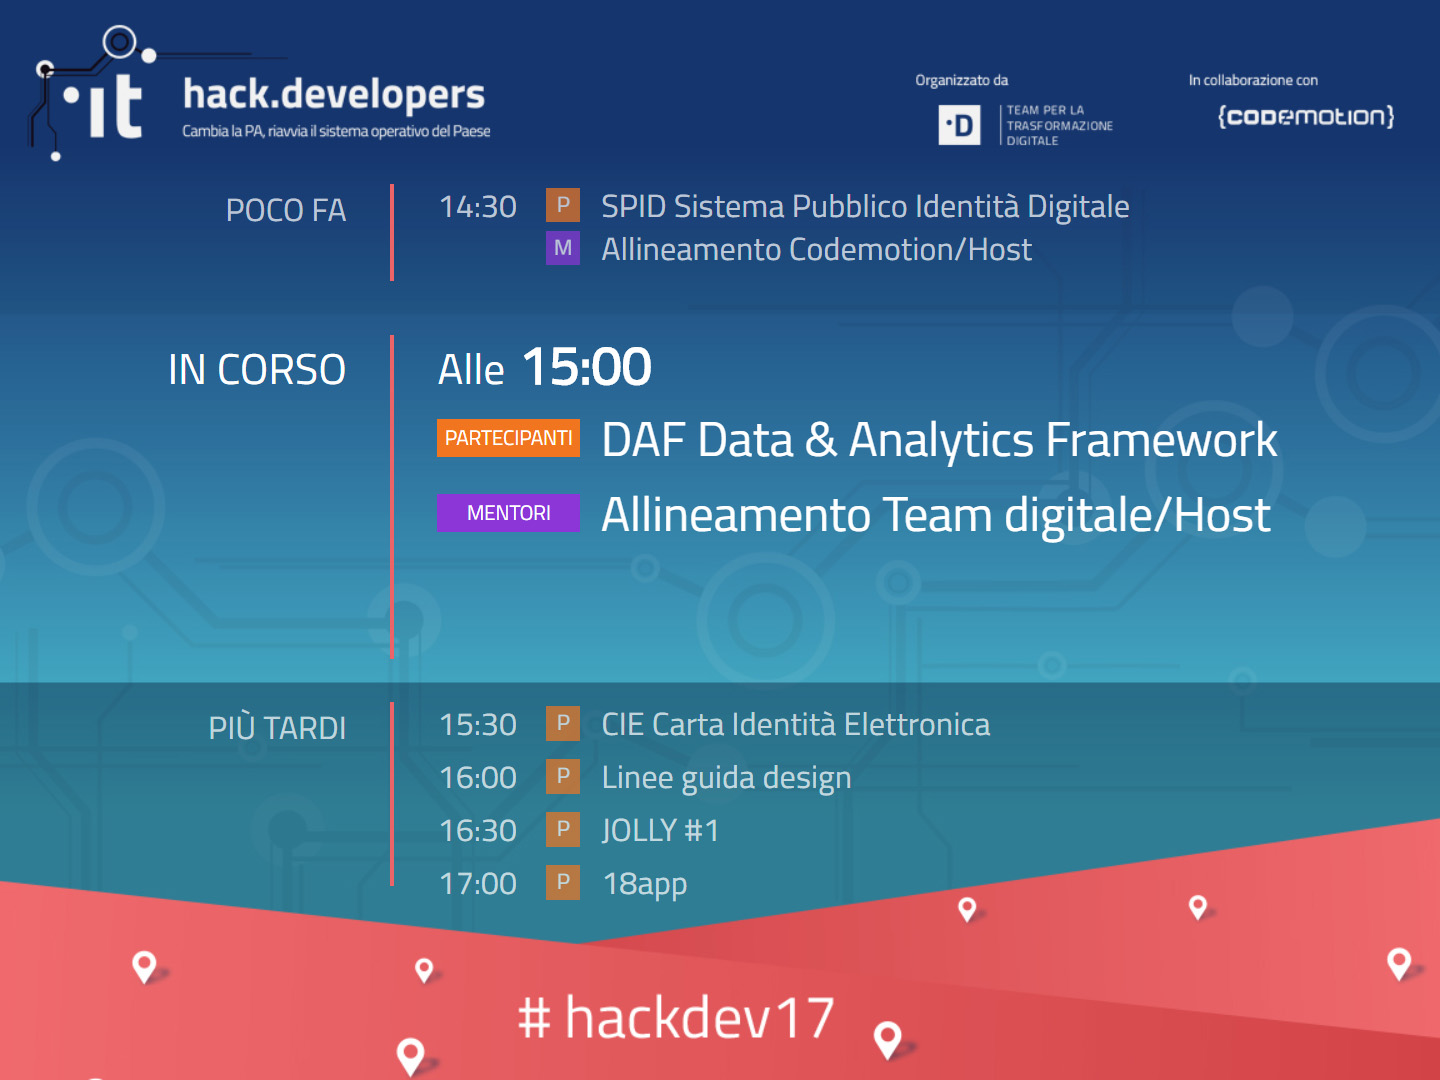 ·it
hack.developers
Cambia la PA, riavvia il sistema operativo del Paese
Organizzato da
·D
TEAM PER LA
TRASFORMAZIONE
DIGITALE
In collaborazione con
{CODEMOTION}
POCO FA
14:30 P SPID Sistema Pubblico Identità Digitale
M Allineamento Codemotion/Host
IN CORSO
Alle 15:00
PARTECIPANTI DAF Data & Analytics Framework
MENTORI Allineamento Team digitale/Host
PIÙ TARDI
15:30 P CIE Carta Identità Elettronica
16:00 P Linee guida design
16:30 P JOLLY #1
17:00 P 18app
# hackdev17